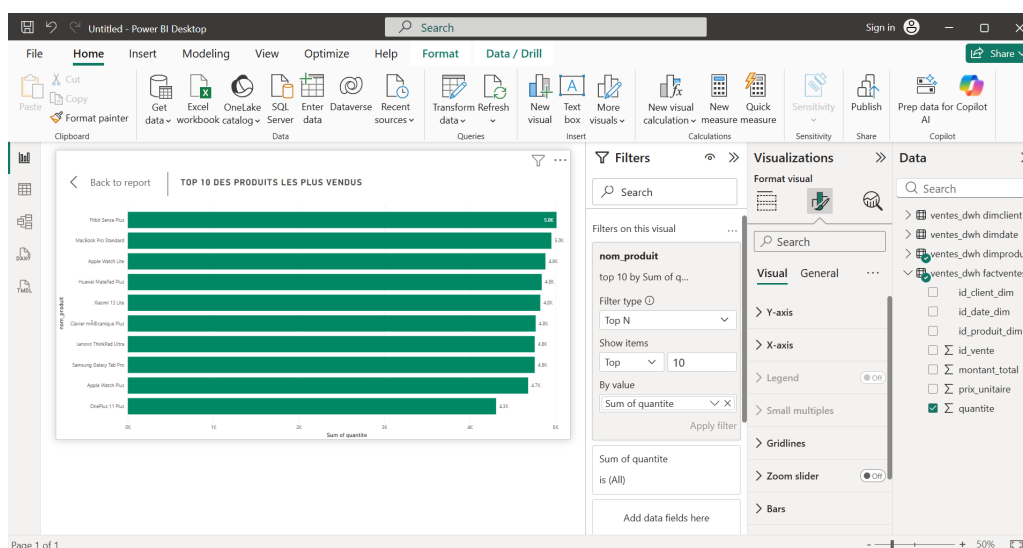 Untitled - Power BI Desktop
Search
Sign in
File Home Insert Modeling View Optimize Help Format Data / Drill
Share
Paste
Cut
Copy
Format painter
Clipboard
Get data
Excel workbook
OneLake catalog
SQL Server
Enter data
Dataverse
Recent sources
Data
Transform data
Refresh
Queries
New visual
Text box
More visuals
Insert
New visual calculation
New measure
Quick measure
Calculations
Sensitivity
Sensitivity
Publish
Share
Prep data for AI
Copilot
Copilot
Back to report
TOP 10 DES PRODUITS LES PLUS VENDUS
nom_produit
Fitbit Sense Plus 5.0K
MacBook Pro Standard 5.0K
Apple Watch Lite 4.9K
Huawei MatePad Plus 4.8K
Xiaomi 13 Lite 4.8K
Clavier mÃ©canique Plus 4.8K
Lenovo ThinkPad Ultra 4.8K
Samsung Galaxy Tab Pro 4.8K
Apple Watch Plus 4.7K
OnePlus 11 Plus 4.3K
0K 1K 2K 3K 4K 5K
Sum of quantite
Filters
Search
Filters on this visual
nom_produit
top 10 by Sum of q...
Filter type
Top N
Show items
Top 10
By value
Sum of quantite
Apply filter
Sum of quantite
is (All)
Add data fields here
Visualizations
Format visual
Search
Visual General
Y-axis
X-axis
Legend Off
Small multiples
Gridlines
Zoom slider Off
Bars
Data
Search
ventes_dwh dimclient
ventes_dwh dimdate
ventes_dwh dimprodu
ventes_dwh factventes
id_client_dim
id_date_dim
id_produit_dim
id_vente
montant_total
prix_unitaire
quantite
Page 1 of 1
- + 50%